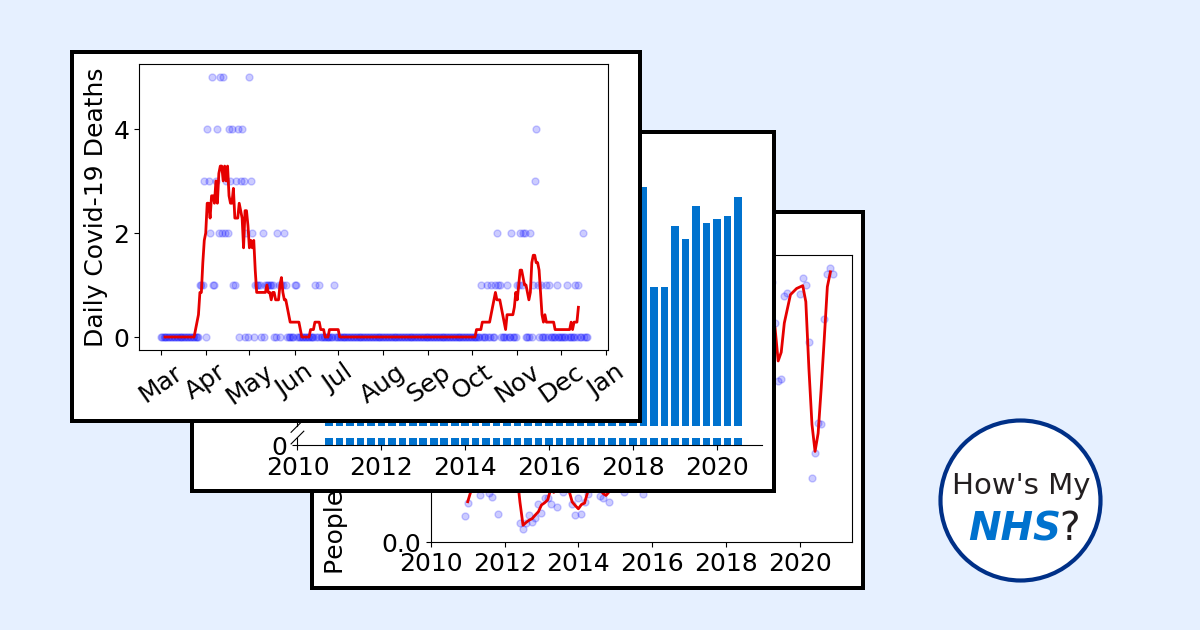 Daily Covid-19 Deaths
4
2
0
Mar Apr May Jun Jul Aug Sep Oct Nov Dec Jan
0
2010 2012 2014 2016 2018 2020
People
0.0
2010 2012 2014 2016 2018 2020
How's My
NHS?